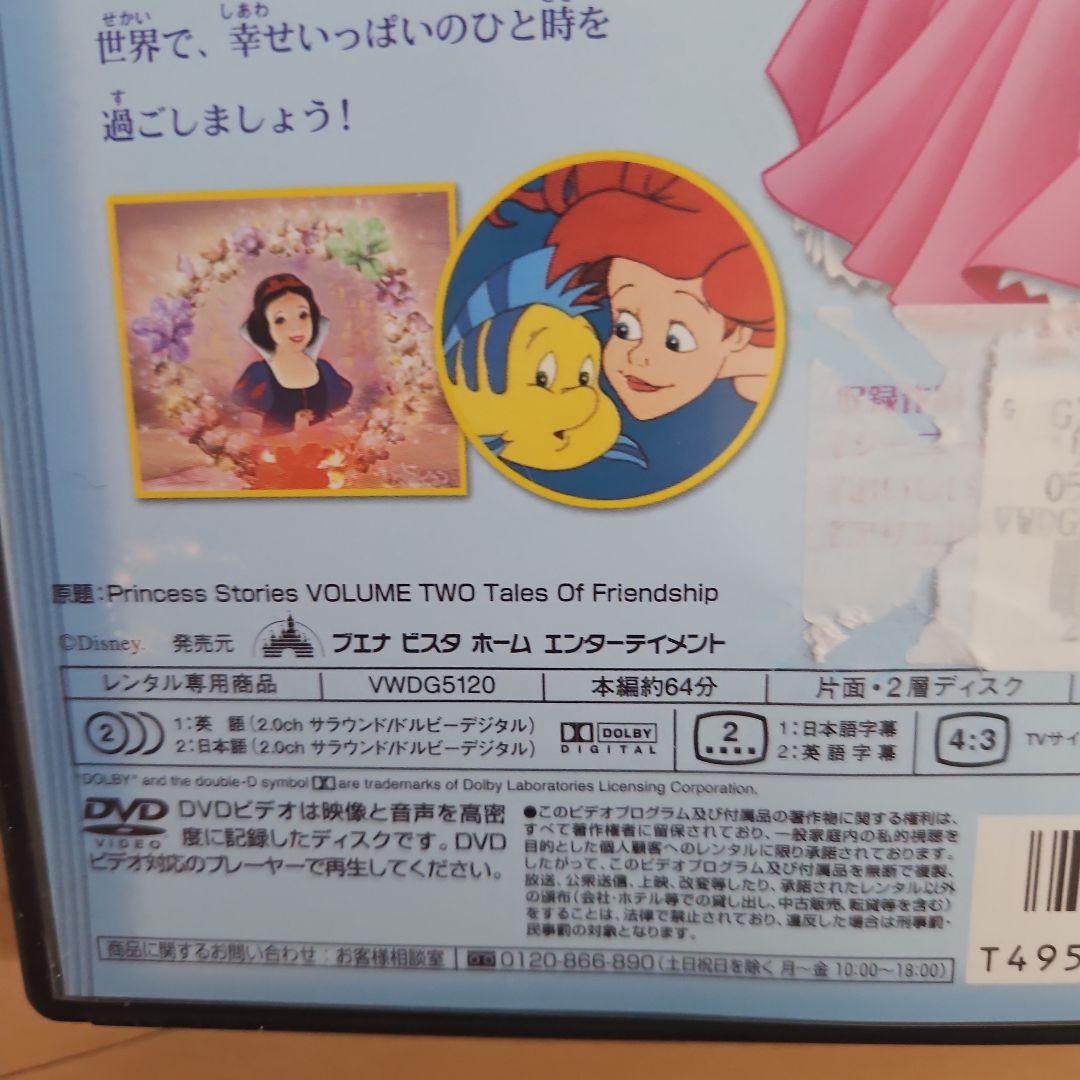 せかい しあわ
世界で、幸せいっぱいのひと時を
す
過ごしましょう!
G
VWDG
原題:Princess Stories VOLUME TWO Tales Of Friendship
©Disney. 発売元 ブエナ ビスタ ホーム エンターテイメント
レンタル専用商品 VWDG5120 本編約64分 片面・2層ディスク
2 1:英 語(2.0ch サラウンド/ドルビーデジタル) DOLBY 2 1:日本語字幕 4:3 TVサイ
2:日本語(2.0ch サラウンド/ドルビーデジタル) DIGITAL 2:英語字幕
"DOLBY" and the double-D symbol are trademarks of Dolby Laboratories Licensing Corporation.
DVD VIDEO
DVDビデオは映像と音声を高密
度に記録したディスクです。DVD
ビデオ対応のプレーヤーで再生してください。
●このビデオプログラム及び付属品の著作物に関する権利は、
すべて著作権者に留保されており、一般家庭内の私的視聴を
目的とした個人顧客へのレンタルに限り承諾されております。
したがって、このビデオプログラム及び付属品を無断で複製、
放送、公衆送信、上映、改変等したり、承諾されたレンタル以外
の頒布(会社・ホテル等での貸し出し、中古販売、転貸等を含む)
をすることは、法律で禁止されており、違反した場合は刑事罰・
民事罰の対象となります。
商品に関するお問い合わせ:お客様相談室 0120-866-890(土日祝日を除く 月〜金 10:00〜18:00)
T495